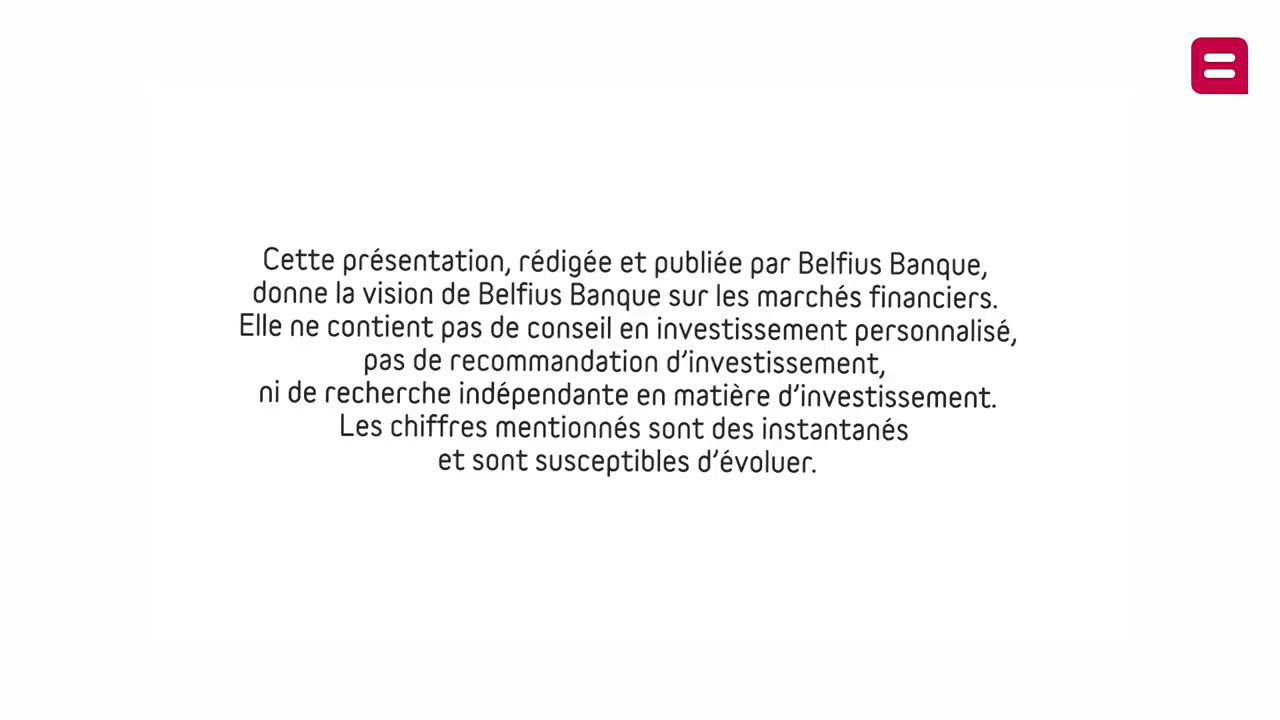 Cette présentation, rédigée et publiée par Belfius Banque,
donne la vision de Belfius Banque sur les marchés financiers.
Elle ne contient pas de conseil en investissement personnalisé,
pas de recommandation d’investissement,
ni de recherche indépendante en matière d’investissement.
Les chiffres mentionnés sont des instantanés
et sont susceptibles d’évoluer.